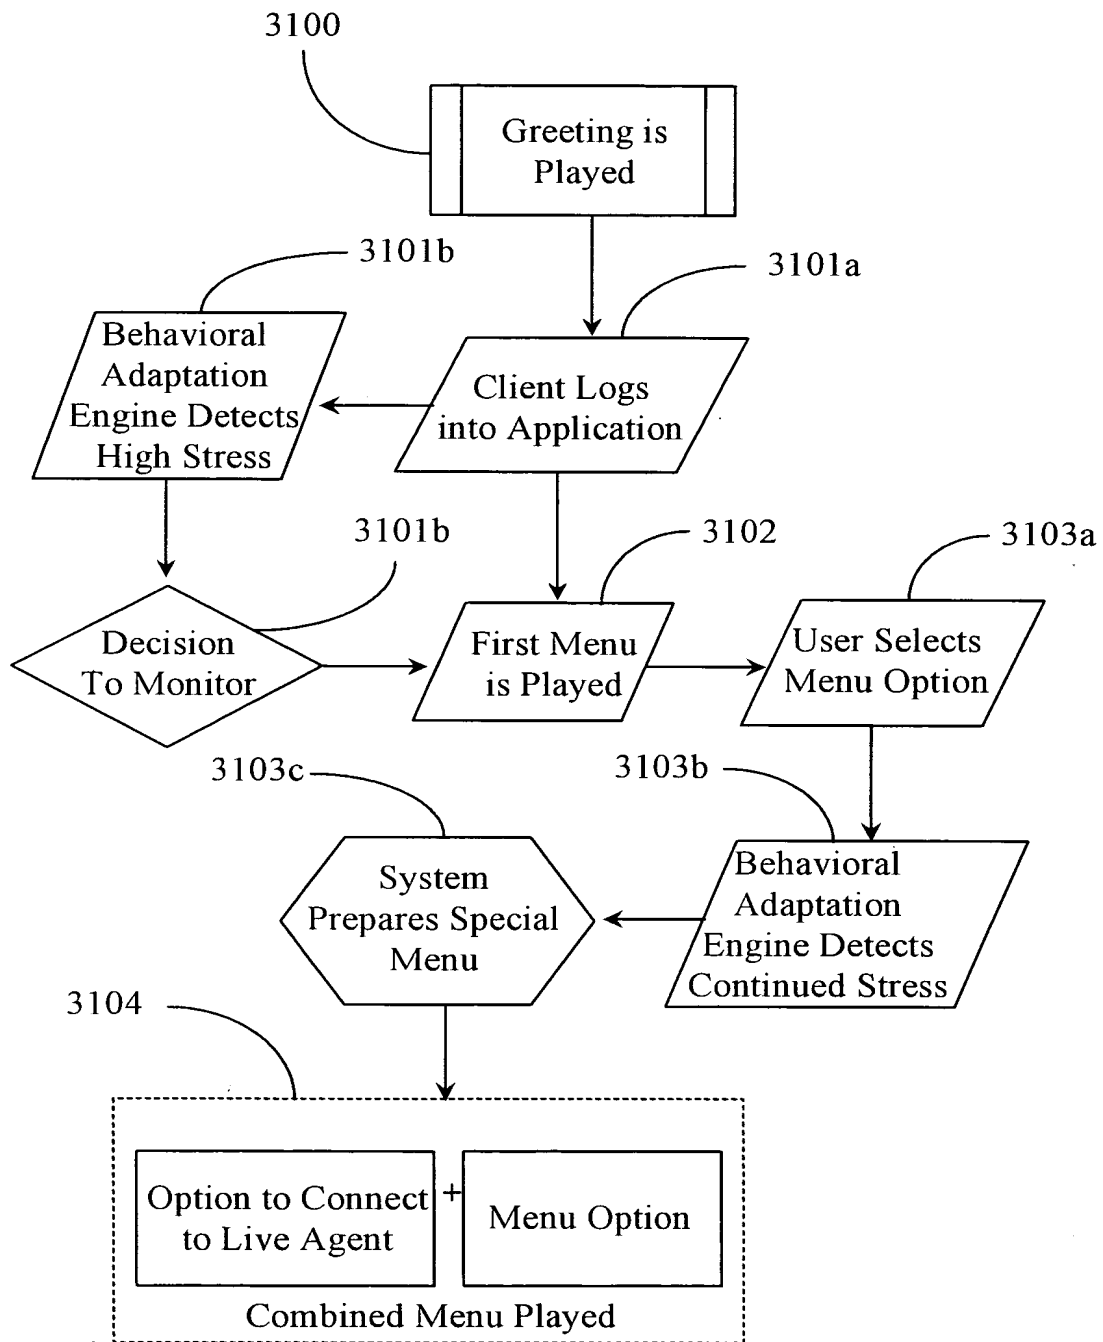 3100
Greeting is
Played
3101b
3101a
Behavioral
Adaptation
Engine Detects
High Stress
Client Logs
into Application
3101b
3102
3103a
Decision
To Monitor
First Menu
is Played
User Selects
Menu Option
3103c
3103b
System
Prepares Special
Menu
Behavioral
Adaptation
Engine Detects
Continued Stress
3104
Option to Connect
to Live Agent
+
Menu Option
Combined Menu Played